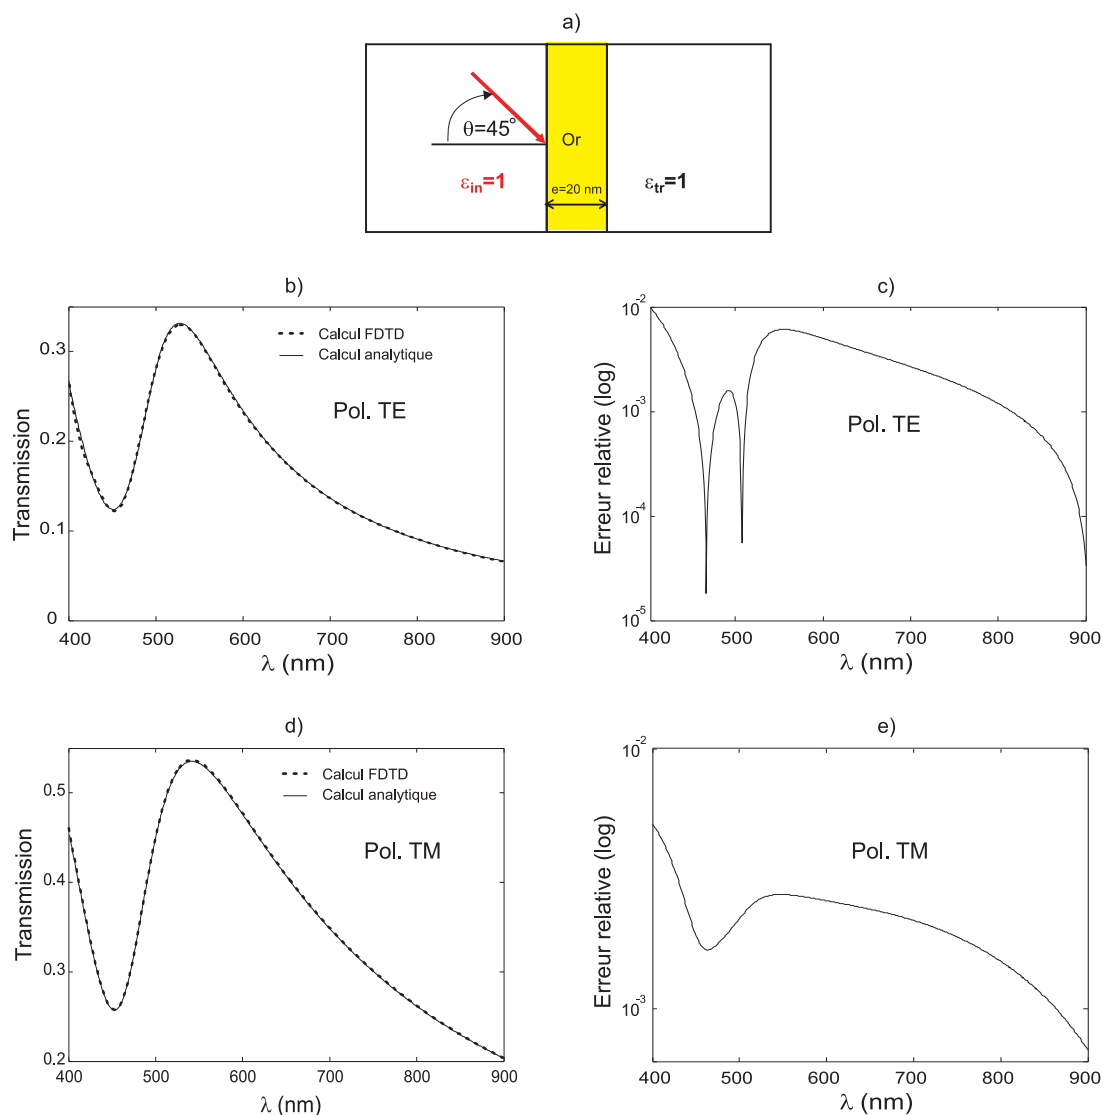 a)
θ=45°
Or
ε_in=1
e=20 nm
ε_tr=1
b)
Calcul FDTD
Calcul analytique
Pol. TE
Transmission
0.3
0.2
0.1
0
400 500 600 700 800 900
λ (nm)
c)
Pol. TE
Erreur relative (log)
10^-2
10^-3
10^-4
10^-5
400 500 600 700 800 900
λ (nm)
d)
Calcul FDTD
Calcul analytique
Pol. TM
Transmission
0.5
0.4
0.3
0.2
400 500 600 700 800 900
λ (nm)
e)
Pol. TM
Erreur relative (log)
10^-2
10^-3
400 500 600 700 800 900
λ (nm)